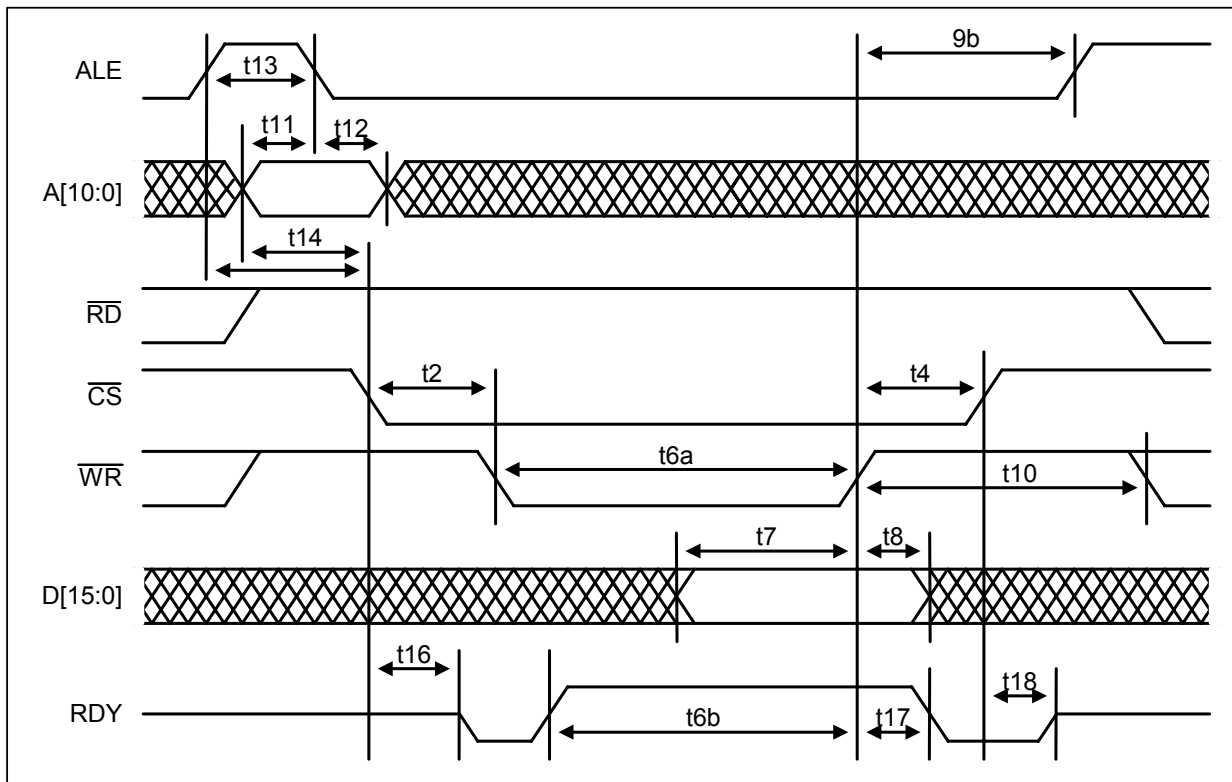 ALE
t13
9b
t11
t12
A[10:0]
t14
RD
CS
t2
t4
WR
t6a
t10
t7
t8
D[15:0]
t16
t18
RDY
t6b
t17